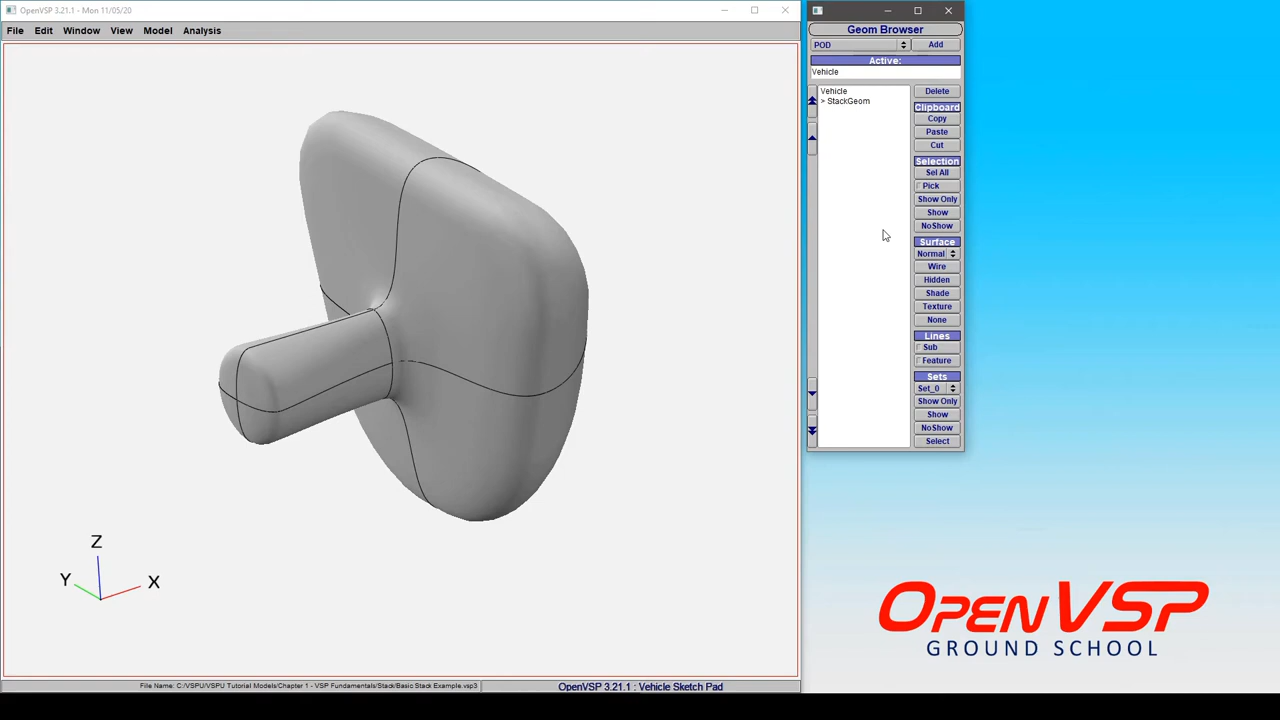 OpenVSP 3.21.1 - Mon 11/05/20
File Edit Window View Model Analysis
Z
Y
X
File Name: C:/VSPU/VSPU Tutorial Models/Chapter 1 - VSP Fundamentals/Stack/Basic Stack Example.vsp3
OpenVSP 3.21.1 : Vehicle Sketch Pad
Geom Browser
POD
Add
Active:
Vehicle
Vehicle
> StackGeom
Delete
Clipboard
Copy
Paste
Cut
Selection
Sel All
Pick
Show Only
Show
NoShow
Surface
Normal
Wire
Hidden
Shade
Texture
None
Lines
Sub
Feature
Sets
Set_0
Show Only
Show
NoShow
Select
OPENVSP
GROUND SCHOOL